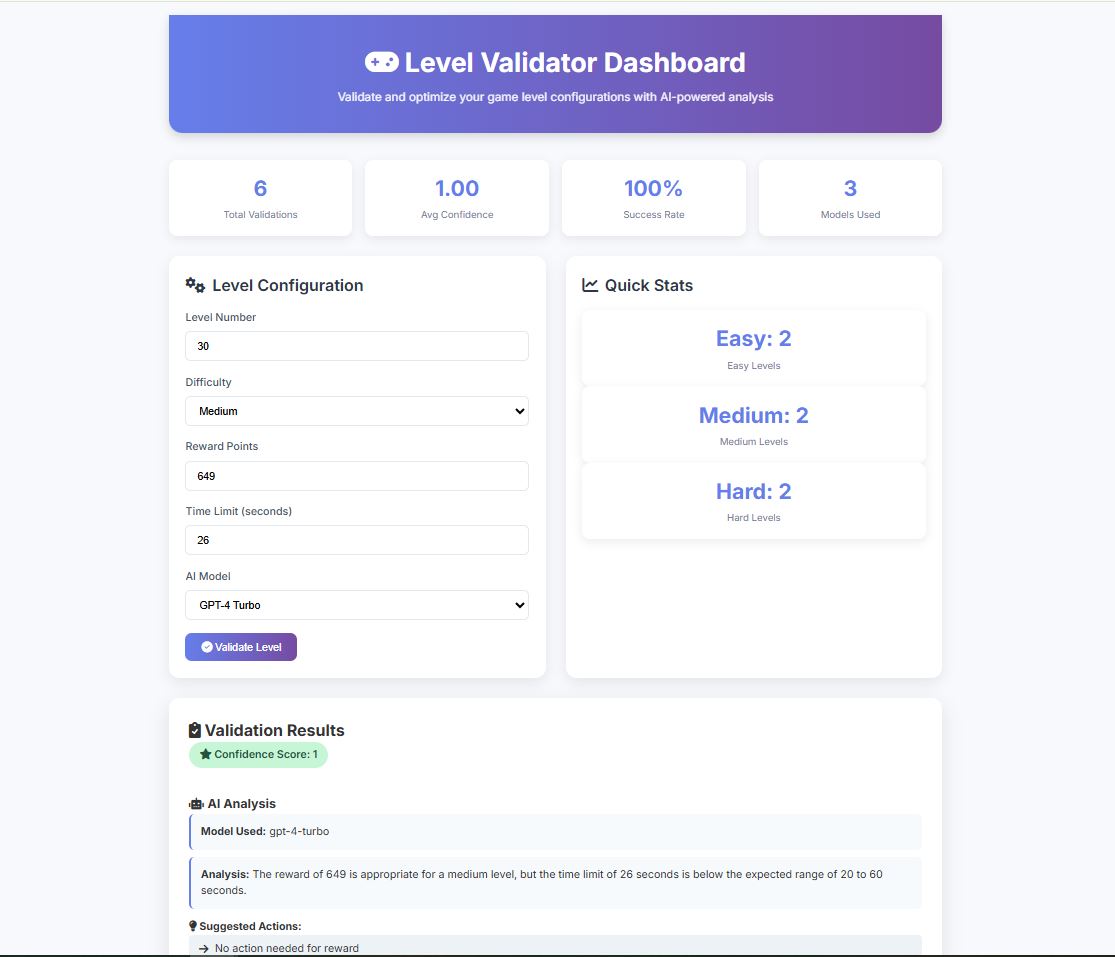 Level Validator Dashboard
Validate and optimize your game level configurations with AI-powered analysis
6
Total Validations
1.00
Avg Confidence
100%
Success Rate
3
Models Used
Level Configuration
Level Number
30
Difficulty
Medium
Reward Points
649
Time Limit (seconds)
26
AI Model
GPT-4 Turbo
Validate Level
Quick Stats
Easy: 2
Easy Levels
Medium: 2
Medium Levels
Hard: 2
Hard Levels
Validation Results
Confidence Score: 1
AI Analysis
Model Used: gpt-4-turbo
Analysis: The reward of 649 is appropriate for a medium level, but the time limit of 26 seconds is below the expected range of 20 to 60
seconds.
Suggested Actions:
→ No action needed for reward